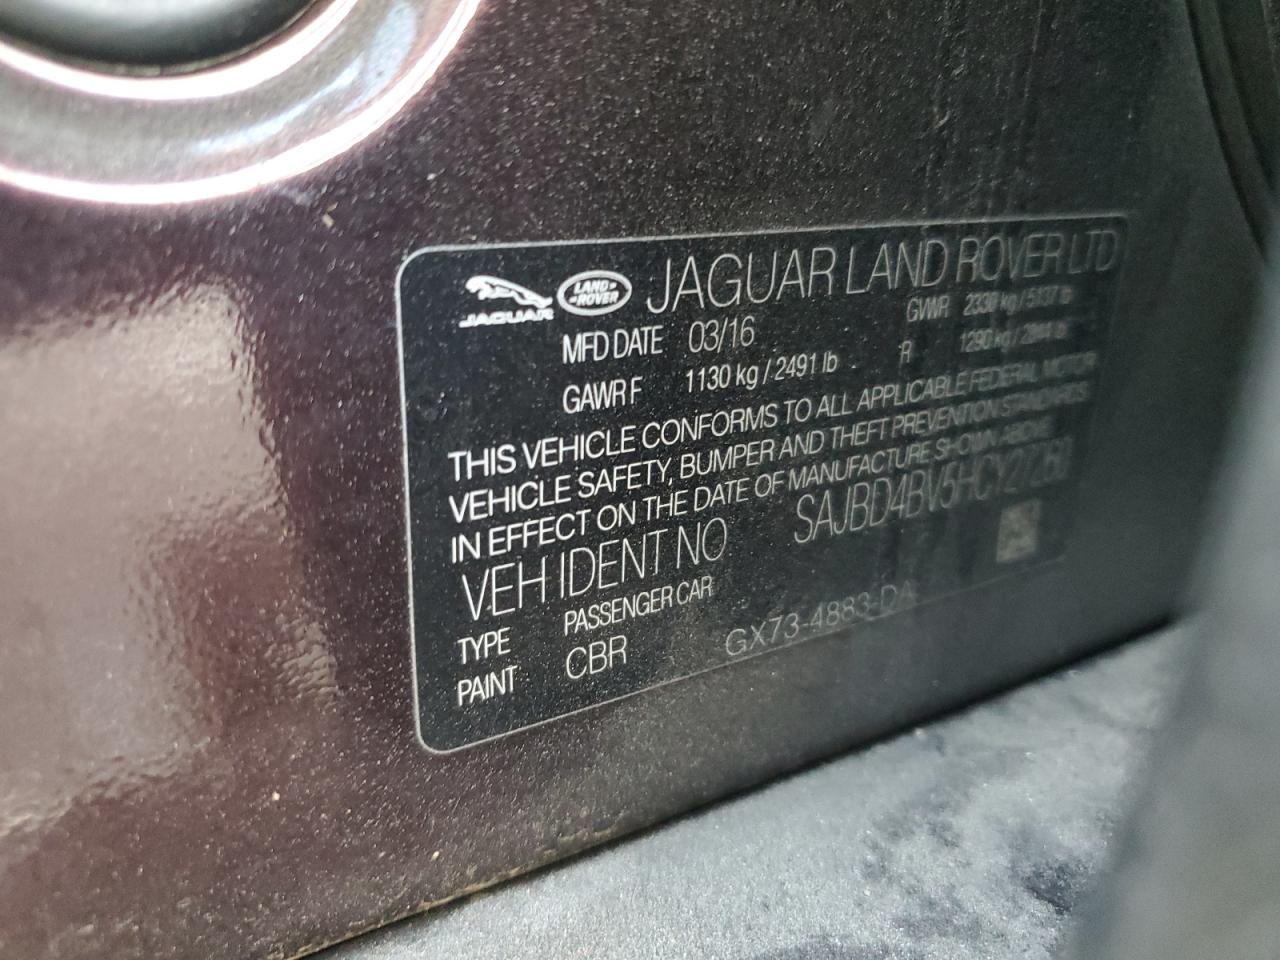 JAGUAR LAND ROVER JAGUAR LAND ROVER LTD
MFD DATE 03/16 GVWR 2330 kg / 5137 lb
GAWR F 1130 kg / 2491 lb R 1290 kg / 2844 lb
THIS VEHICLE CONFORMS TO ALL APPLICABLE FEDERAL MOTOR
VEHICLE SAFETY, BUMPER AND THEFT PREVENTION STANDARDS
IN EFFECT ON THE DATE OF MANUFACTURE SHOWN ABOVE
VEH IDENT NO SAJBD4BV5HCY27260
TYPE PASSENGER CAR
PAINT CBR GX73-4883-DA